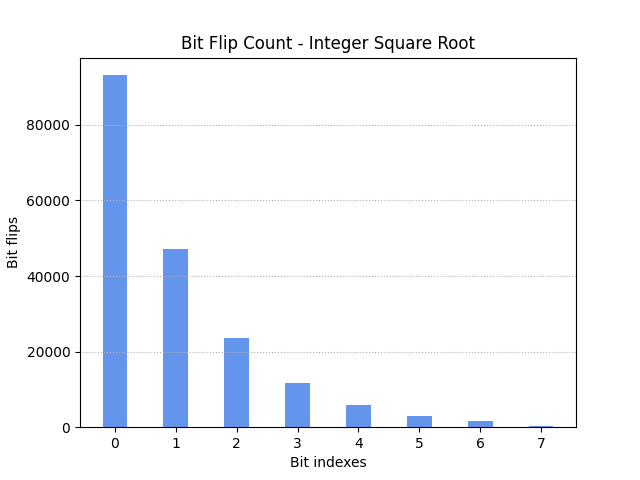 Bit Flip Count - Integer Square Root
Bit flips
80000
60000
40000
20000
0
0 1 2 3 4 5 6 7
Bit indexes